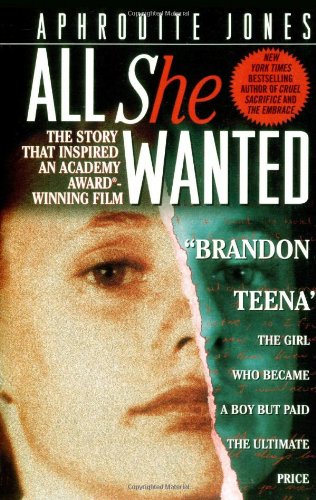 APHRODITE JONES
ALL She
WANTED
NEW
YORK TIMES
BESTSELLING
AUTHOR OF CRUEL
SACRIFICE AND
THE EMBRACE
THE STORY
THAT INSPIRED
AN ACADEMY
AWARD®-
WINNING FILM
"BRANDON
TEENA"
THE GIRL
WHO BECAME
A BOY BUT PAID
THE ULTIMATE
PRICE